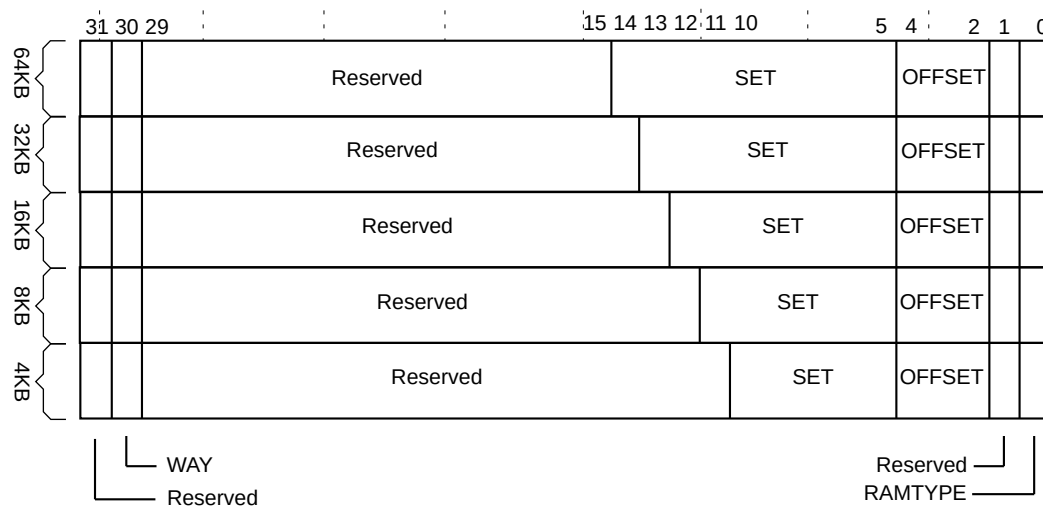 31 30 29 15 14 13 12 11 10 5 4 2 1 0
64KB Reserved SET OFFSET
32KB Reserved SET OFFSET
16KB Reserved SET OFFSET
8KB Reserved SET OFFSET
4KB Reserved SET OFFSET
WAY Reserved
Reserved RAMTYPE